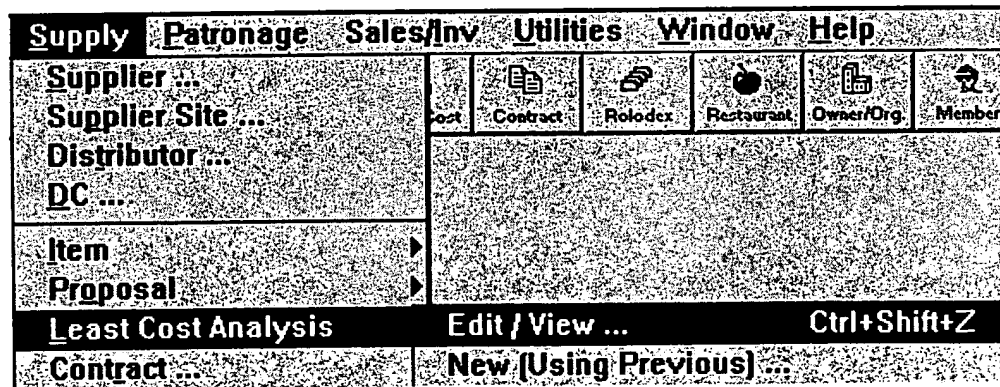 Supply Patronage Sales/Inv Utilities Window Help
Supplier ...
Supplier Site ...
Distributor ...
DC ...
ost Contract Rolodex Restaurant Owner/Org. Member
Item
Proposal
Least Cost Analysis Edit / View ... Ctrl+Shift+Z
Contract ... New (Using Previous) ...